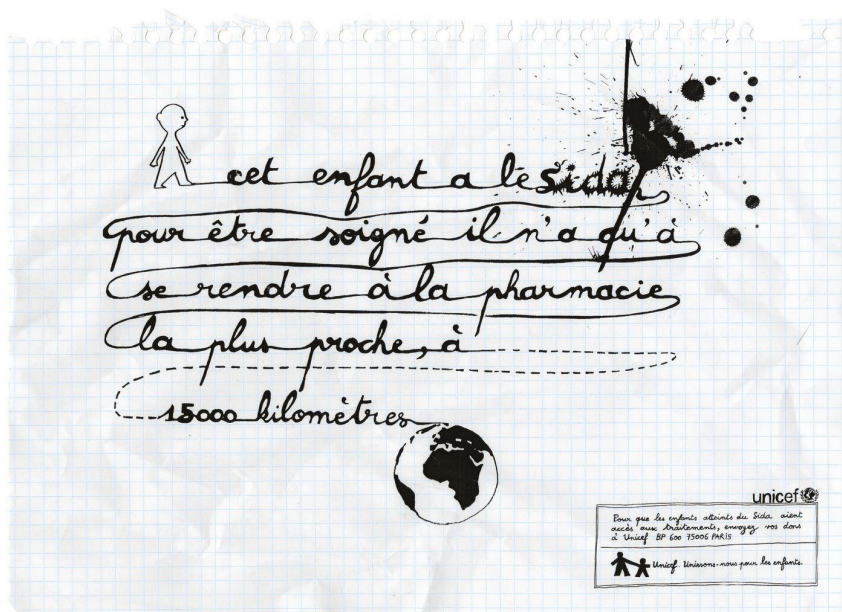 cet enfant a le sida
pour être soigné il n'a qu'à
se rendre à la pharmacie
la plus proche, à
15000 kilomètres
unicef
Pour que les enfants atteints du Sida aient
accès aux traitements, envoyez vos dons
à Unicef BP 600 75006 PARIS
Unicef. Unissons-nous pour les enfants.